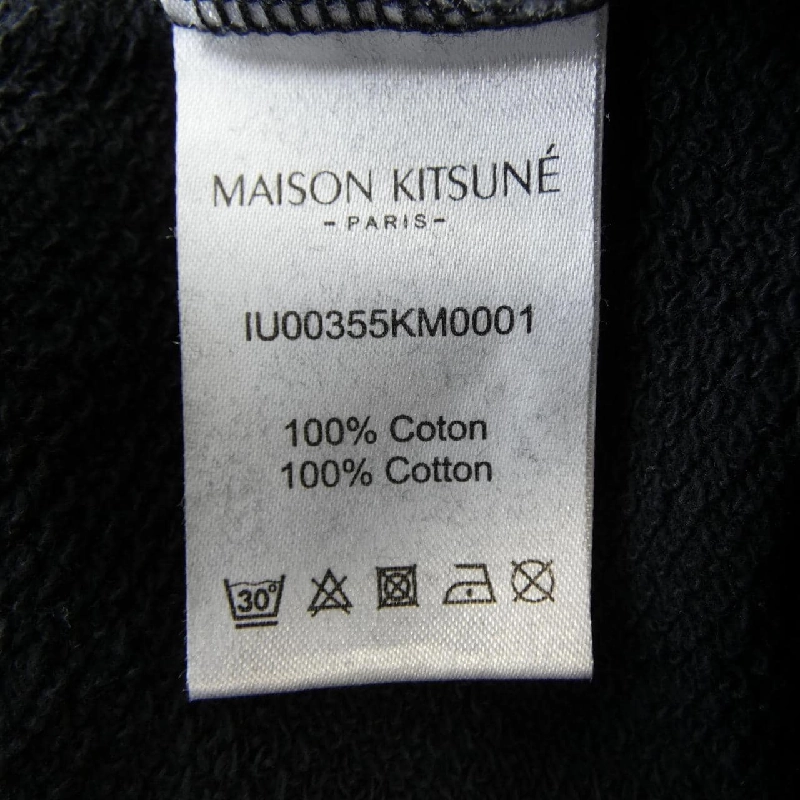 MAISON KITSUNÉ
-PARIS-
IU00355KM0001
100% Coton
100% Cotton
30°